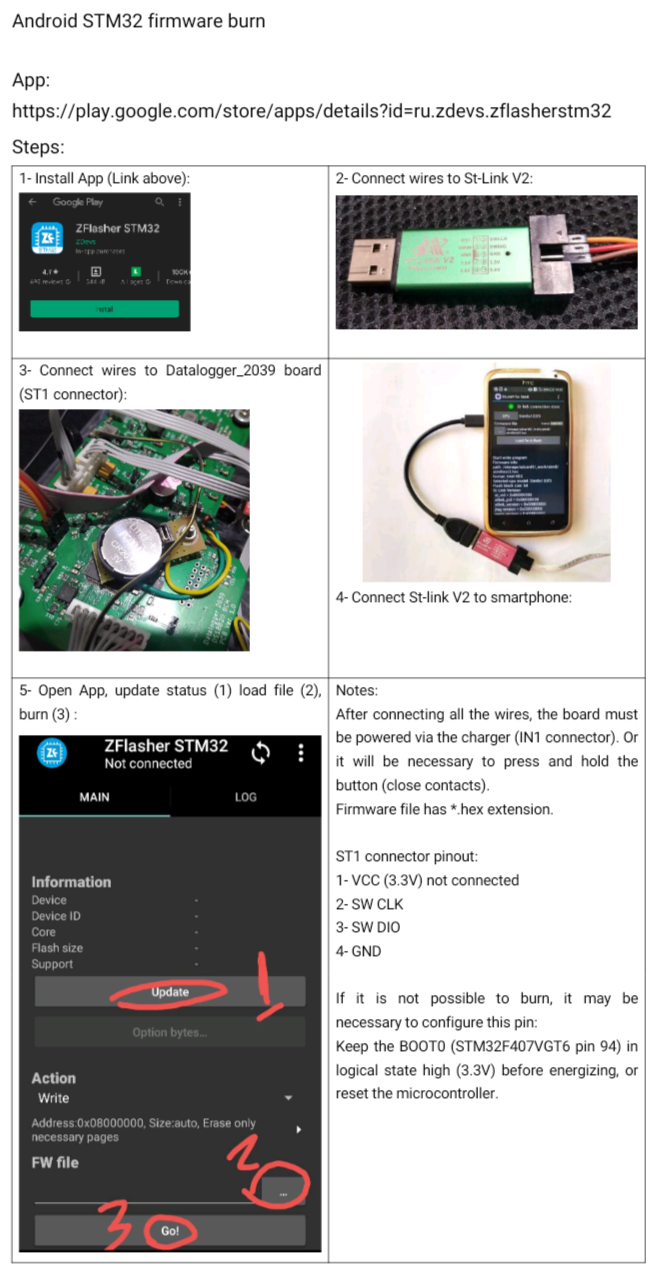 Android STM32 firmware burn
App:
https://play.google.com/store/apps/details?id=ru.zdevs.zflasherstm32
Steps:
1- Install App (Link above):
Google Play
ZFlasher STM32
ZDevs
In-app purchases
4.1★
Install
2- Connect wires to St-Link V2:
3- Connect wires to Datalogger_2039 board
(ST1 connector):
4- Connect St-link V2 to smartphone:
5- Open App, update status (1) load file (2),
burn (3) :
ZFlasher STM32
Not connected
MAIN
LOG
Information
Device -
Device ID -
Core -
Flash size -
Support -
Update
1
Option bytes...
Action
Write
Address:0x08000000, Size:auto, Erase only
necessary pages
FW file
2
...
3
Go!
Notes:
After connecting all the wires, the board must
be powered via the charger (IN1 connector). Or
it will be necessary to press and hold the
button (close contacts).
Firmware file has *.hex extension.
ST1 connector pinout:
1- VCC (3.3V) not connected
2- SW CLK
3- SW DIO
4- GND
If it is not possible to burn, it may be
necessary to configure this pin:
Keep the BOOT0 (STM32F407VGT6 pin 94) in
logical state high (3.3V) before energizing, or
reset the microcontroller.